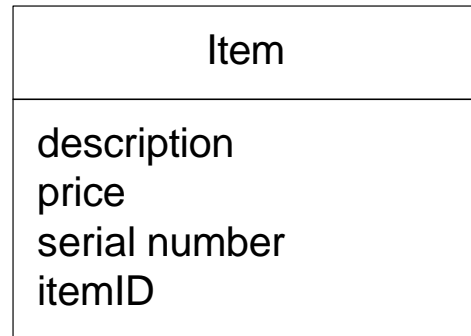 Item
description
price
serial number
itemID